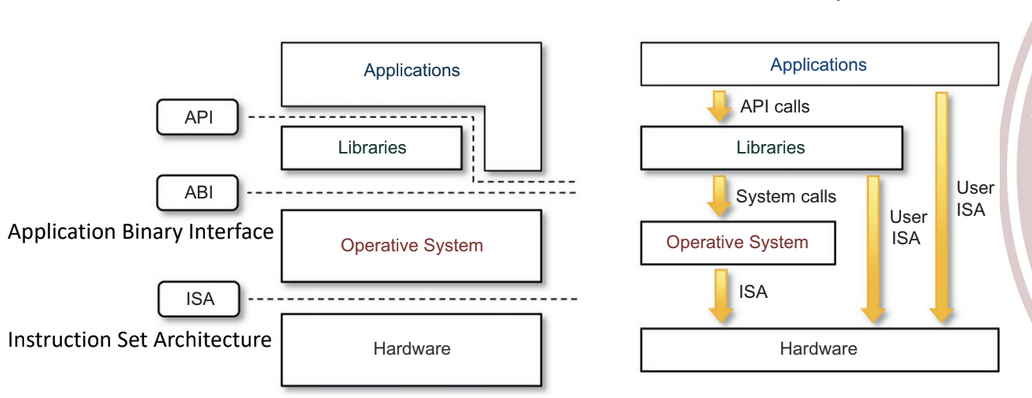 Applications
API
Libraries
ABI
Application Binary Interface
Operative System
ISA
Instruction Set Architecture
Hardware
Applications
API calls
Libraries
System calls
User
ISA
User
ISA
Operative System
ISA
Hardware